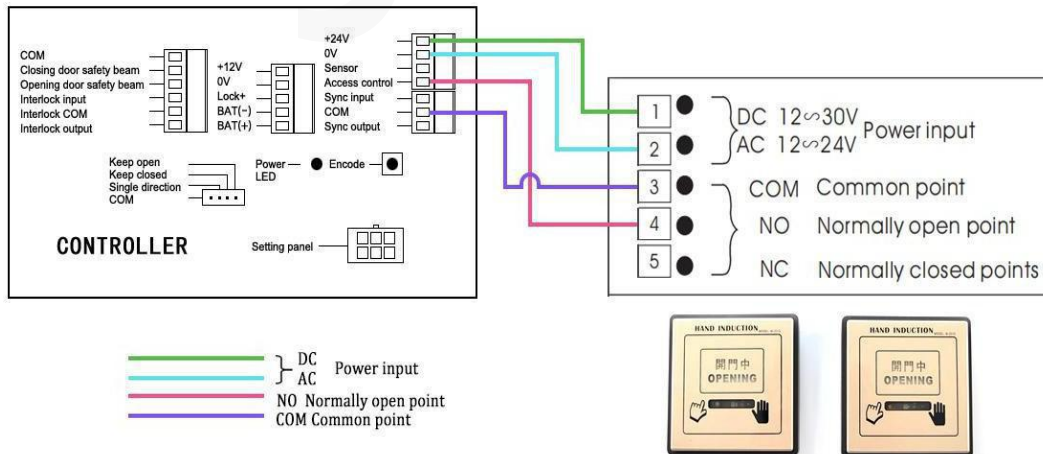 COM
Closing door safety beam
Opening door safety beam
Interlock input
Interlock COM
Interlock output
+12V
0V
Lock+
BAT(-)
BAT(+)
+24V
0V
Sensor
Access control
Sync input
COM
Sync output
Keep open
Keep closed
Single direction
COM
Power
LED
Encode
CONTROLLER
Setting panel
1
2
3
4
5
DC 12∽30V
AC 12∽24V
Power input
COM Common point
NO Normally open point
NC Normally closed points
DC
AC
Power input
NO Normally open point
COM Common point
HAND INDUCTION
開門中
OPENING
HAND INDUCTION
開門中
OPENING